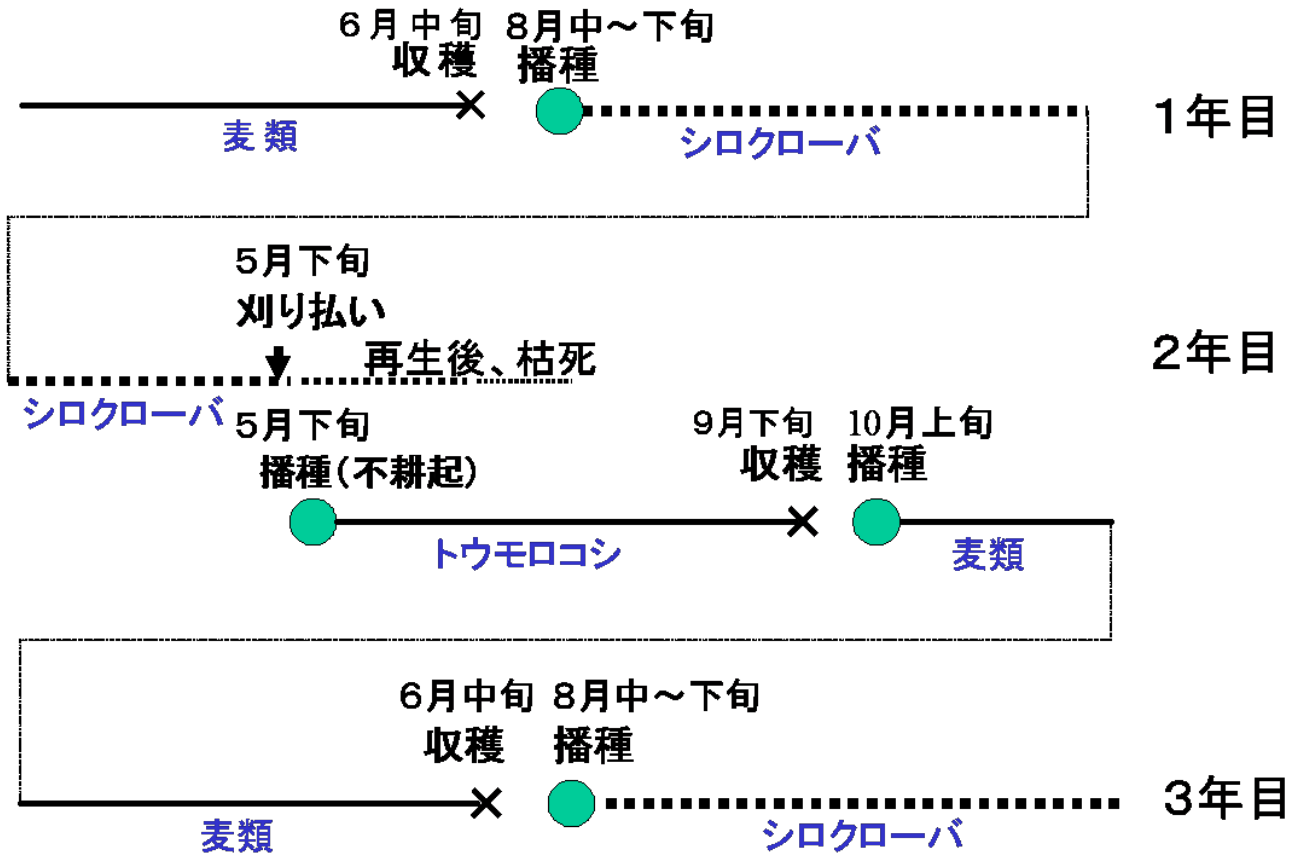 6月中旬 8月中～下旬
収穫 播種
麦類
シロクローバ
1年目
5月下旬
刈り払い
再生後、枯死
2年目
シロクローバ
5月下旬
播種(不耕起)
9月下旬 10月上旬
収穫 播種
トウモロコシ
麦類
6月中旬 8月中～下旬
収穫 播種
麦類
シロクローバ
3年目